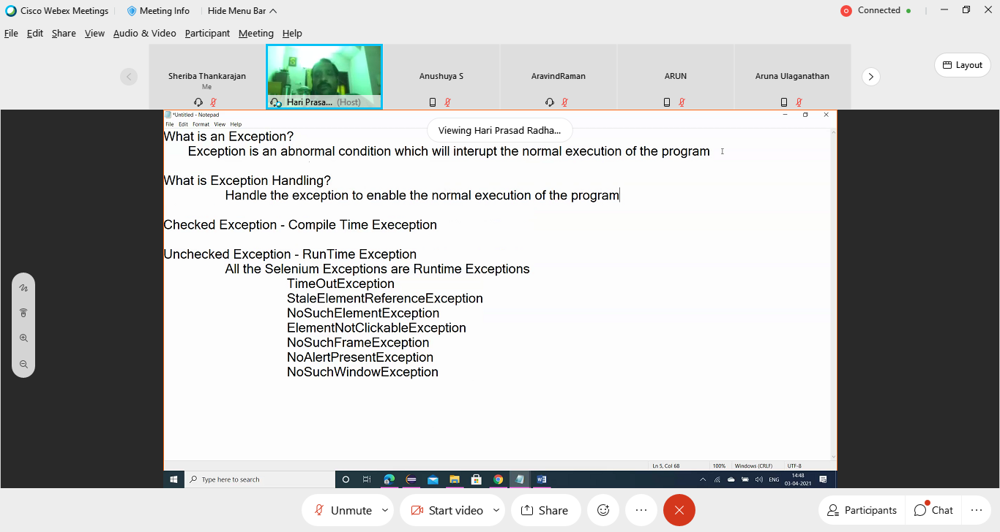 Cisco Webex Meetings Meeting Info Hide Menu Bar Connected
File Edit Share View Audio & Video Participant Meeting Help
Layout
Sheriba Thankarajan
Me
Hari Prasa... (Host)
Anushuya S
AravindRaman
ARUN
Aruna Ulaganathan
*Untitled - Notepad
File Edit Format View Help
Viewing Hari Prasad Radha...
What is an Exception?
Exception is an abnormal condition which will interupt the normal execution of the program
What is Exception Handling?
Handle the exception to enable the normal execution of the program
Checked Exception - Compile Time Exeception
Unchecked Exception - RunTime Exception
All the Selenium Exceptions are Runtime Exceptions
TimeOutException
StaleElementReferenceException
NoSuchElementException
ElementNotClickableException
NoSuchFrameException
NoAlertPresentException
NoSuchWindowException
Ln 5, Col 68 100% Windows (CRLF) UTF-8
Type here to search
ENG
14:48
03-04-2021
Unmute Start video Share Participants Chat